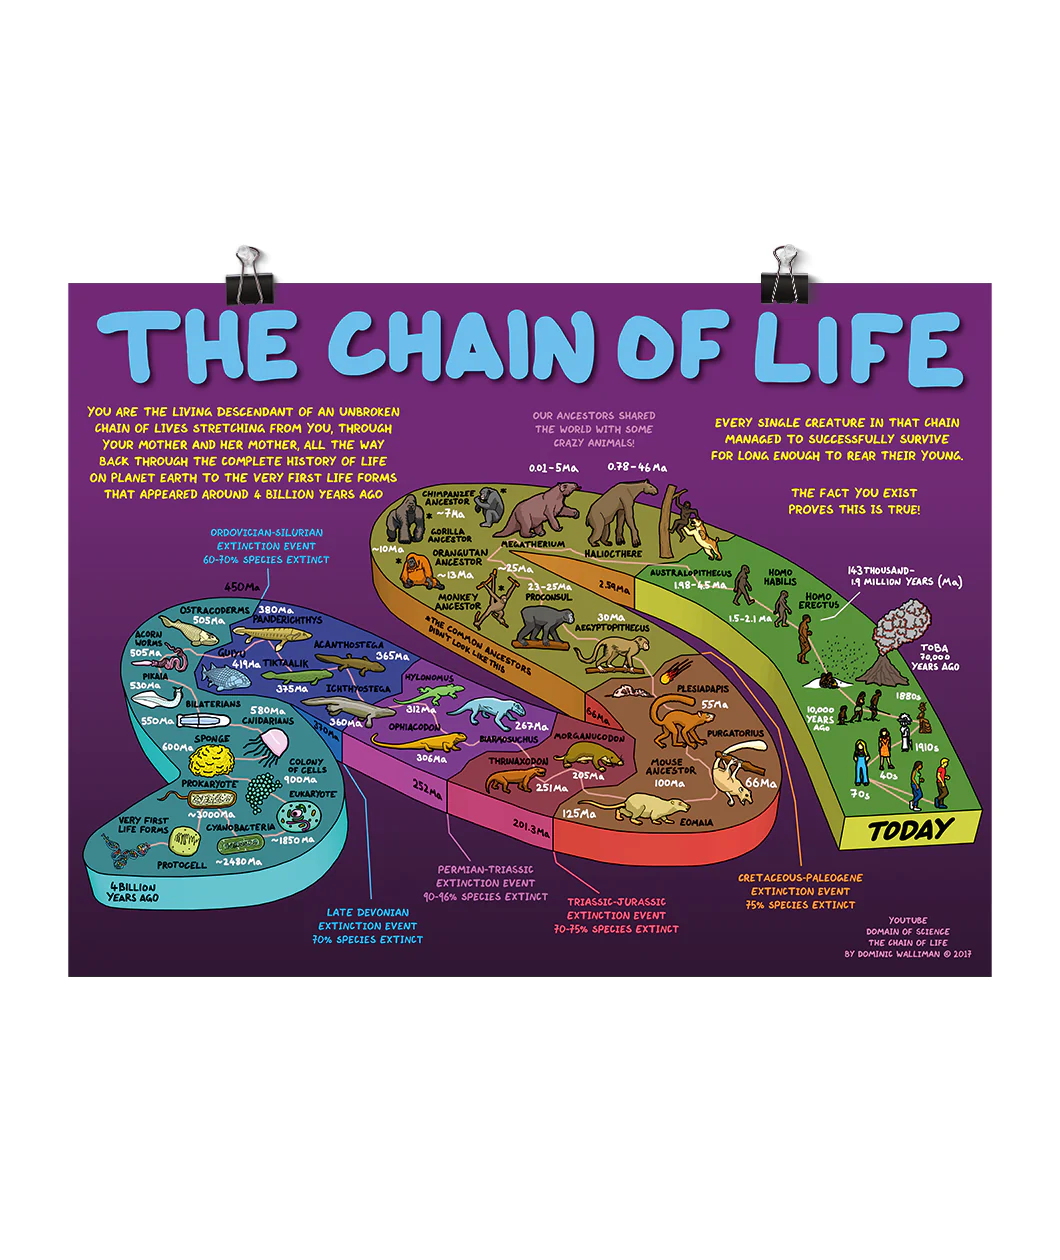 THE CHAIN OF LIFE
YOU ARE THE LIVING DESCENDANT OF AN UNBROKEN
CHAIN OF LIVES STRETCHING FROM YOU, THROUGH
YOUR MOTHER AND HER MOTHER, ALL THE WAY
BACK THROUGH THE COMPLETE HISTORY OF LIFE
ON PLANET EARTH TO THE VERY FIRST LIFE FORMS
THAT APPEARED AROUND 4 BILLION YEARS AGO
OUR ANCESTORS SHARED
THE WORLD WITH SOME
CRAZY ANIMALS!
EVERY SINGLE CREATURE IN THAT CHAIN
MANAGED TO SUCCESSFULLY SURVIVE
FOR LONG ENOUGH TO REAR THEIR YOUNG.
THE FACT YOU EXIST
PROVES THIS IS TRUE!
ORDOVICIAN-SILURIAN
EXTINCTION EVENT
60-70% SPECIES EXTINCT
450Ma
4 BILLION
YEARS AGO
VERY FIRST
LIFE FORMS
PROTOCELL
PROKARYOTE
~3000Ma
CYANOBACTERIA
~2480Ma
EUKARYOTE
~1850Ma
COLONY
OF CELLS
900Ma
SPONGE
600Ma
580Ma
CNIDARIANS
BILATERIANS
550Ma
PIKAIA
530Ma
ACORN
WORMS
505Ma
OSTRACODERMS
505Ma
GUIYU
419Ma
380Ma
PANDERICHTHYS
TIKTAALIK
375Ma
ACANTHOSTEGA
365Ma
ICHTHYOSTEGA
360Ma
370Ma
HYLONOMUS
312Ma
OPHIACODON
306Ma
BIARMOSUCHUS
267Ma
252Ma
THRINAXODON
251Ma
MORGANUCODON
205Ma
201.3Ma
125Ma
EOMAIA
MOUSE
ANCESTOR
100Ma
PURGATORIUS
66Ma
66Ma
PLESIADAPIS
55Ma
30Ma
AEGYPTOPITHECUS
23-25Ma
PROCONSUL
~25Ma
MONKEY
ANCESTOR
*THE COMMON ANCESTORS
DIDN'T LOOK LIKE THIS
ORANGUTAN
ANCESTOR
~13Ma
*
GORILLA
ANCESTOR
~10Ma
*
CHIMPANZEE
ANCESTOR
~7Ma
*
*
0.01-5Ma
MEGATHERIUM
0.78-46Ma
HALIOCTHERE
2.59Ma
AUSTRALOPITHECUS
1.98-4.5Ma
HOMO
HABILIS
1.5-2.1 Ma
HOMO
ERECTUS
143 THOUSAND-
1.9 MILLION YEARS (Ma)
TOBA
70,000
YEARS AGO
10,000
YEARS
AGO
1880s
1910s
40s
70s
TODAY
LATE DEVONIAN
EXTINCTION EVENT
70% SPECIES EXTINCT
PERMIAN-TRIASSIC
EXTINCTION EVENT
90-96% SPECIES EXTINCT
TRIASSIC-JURASSIC
EXTINCTION EVENT
70-75% SPECIES EXTINCT
CRETACEOUS-PALEOGENE
EXTINCTION EVENT
75% SPECIES EXTINCT
YOUTUBE
DOMAIN OF SCIENCE
THE CHAIN OF LIFE
BY DOMINIC WALLIMAN © 2017